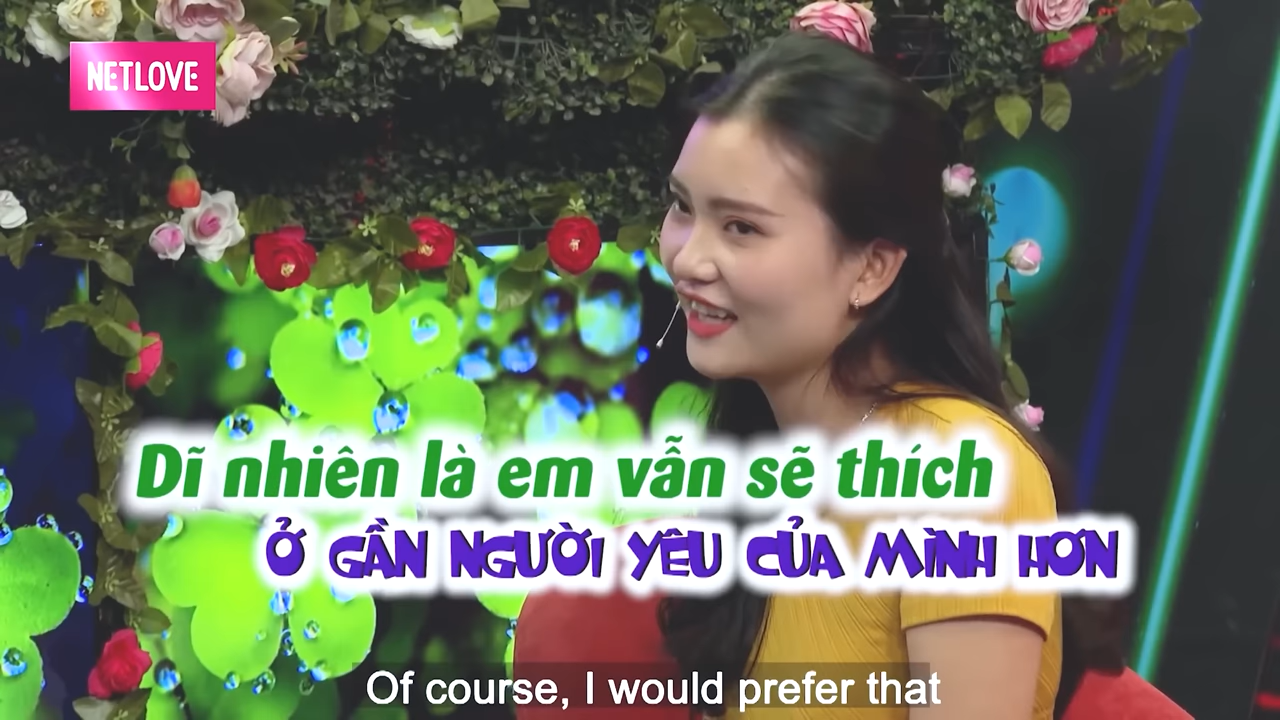 NETLOVE
Dĩ nhiên là em vẫn sẽ thích
Ở GẦN NGƯỜI YÊU CỦA MÌNH HƠN
Of course, I would prefer that